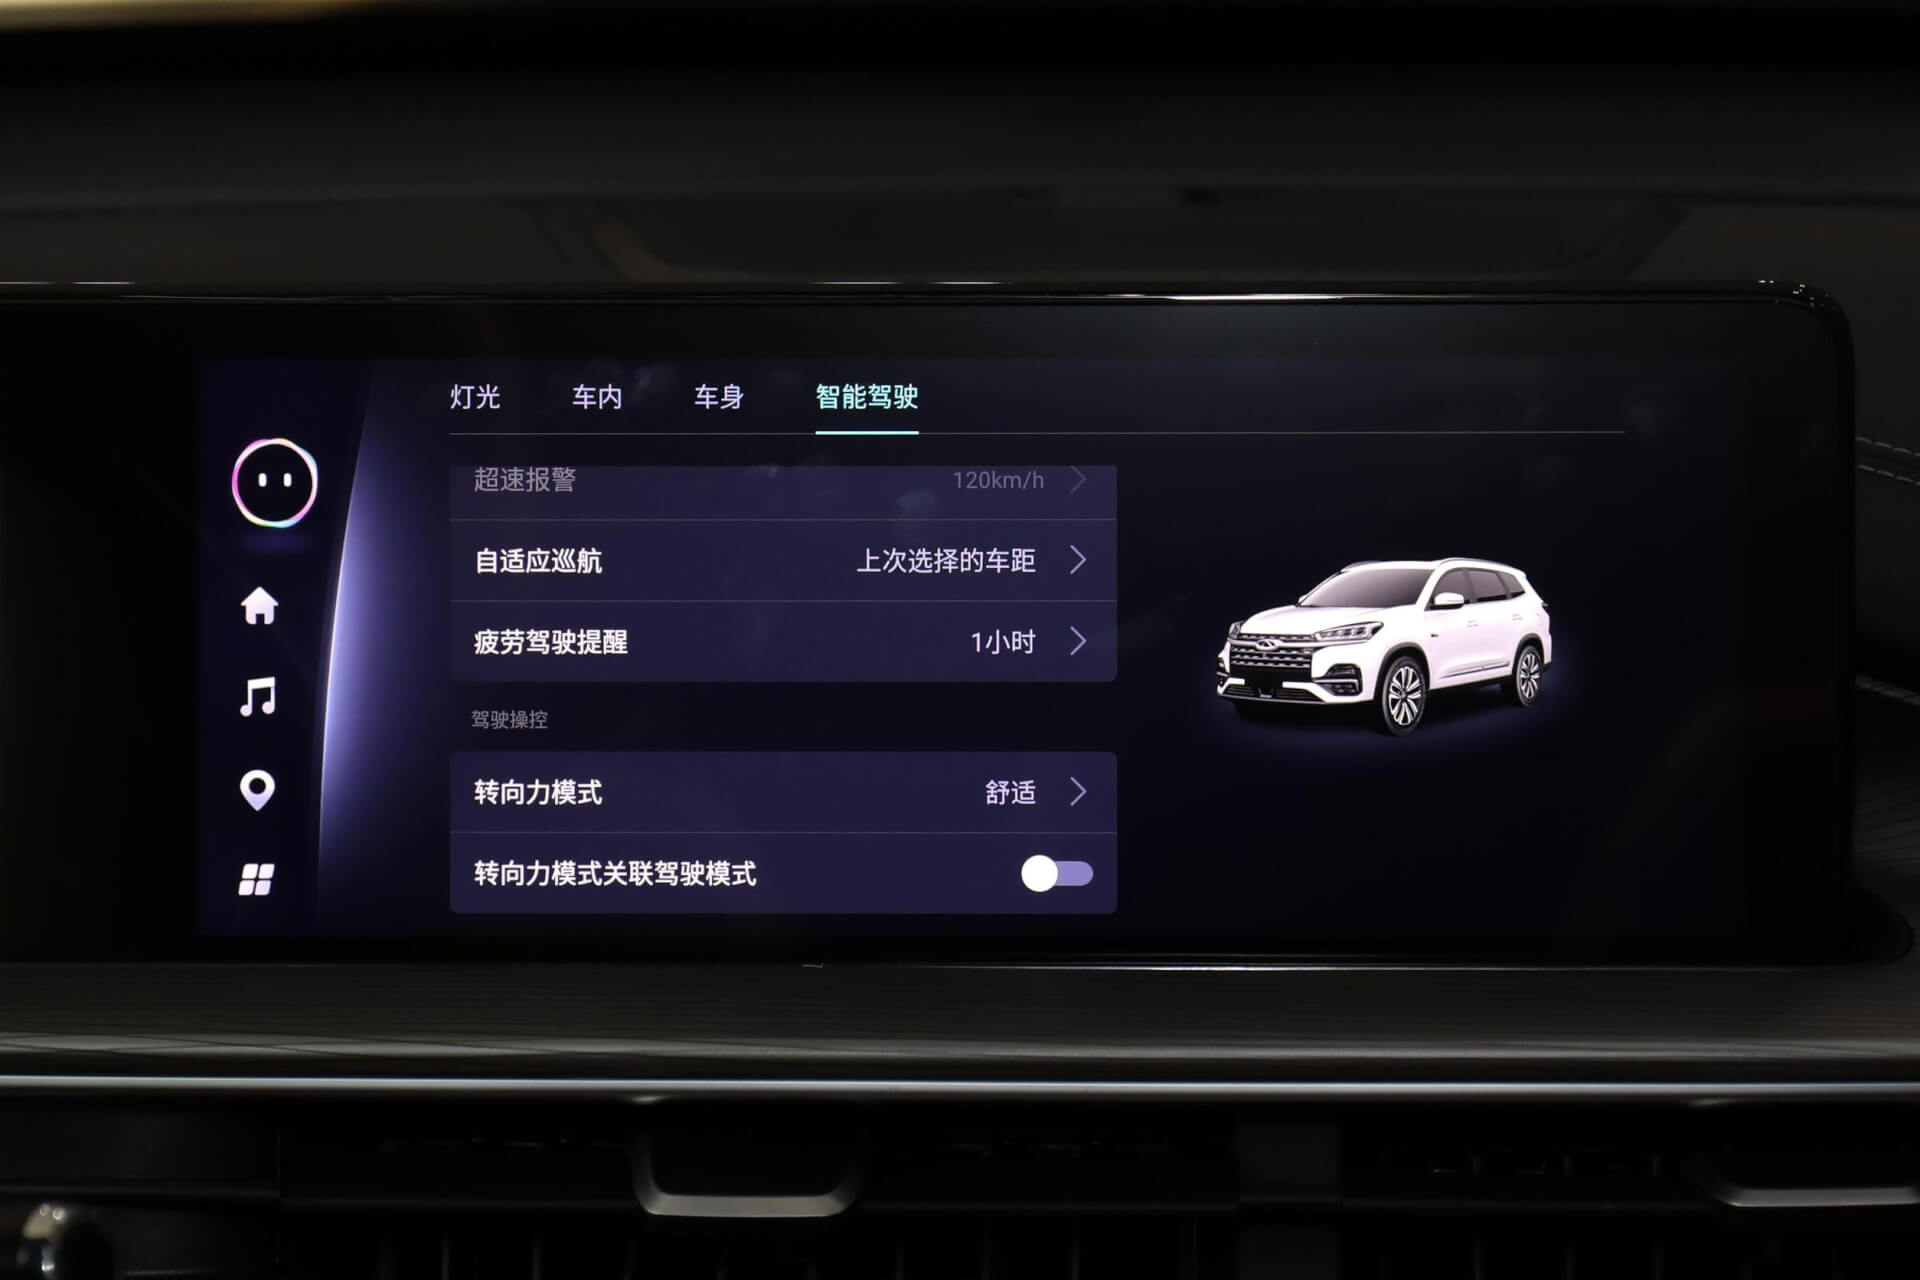 灯光 车内 车身 智能驾驶
超速报警 120km/h
自适应巡航 上次选择的车距
疲劳驾驶提醒 1小时
驾驶操控
转向力模式 舒适
转向力模式关联驾驶模式